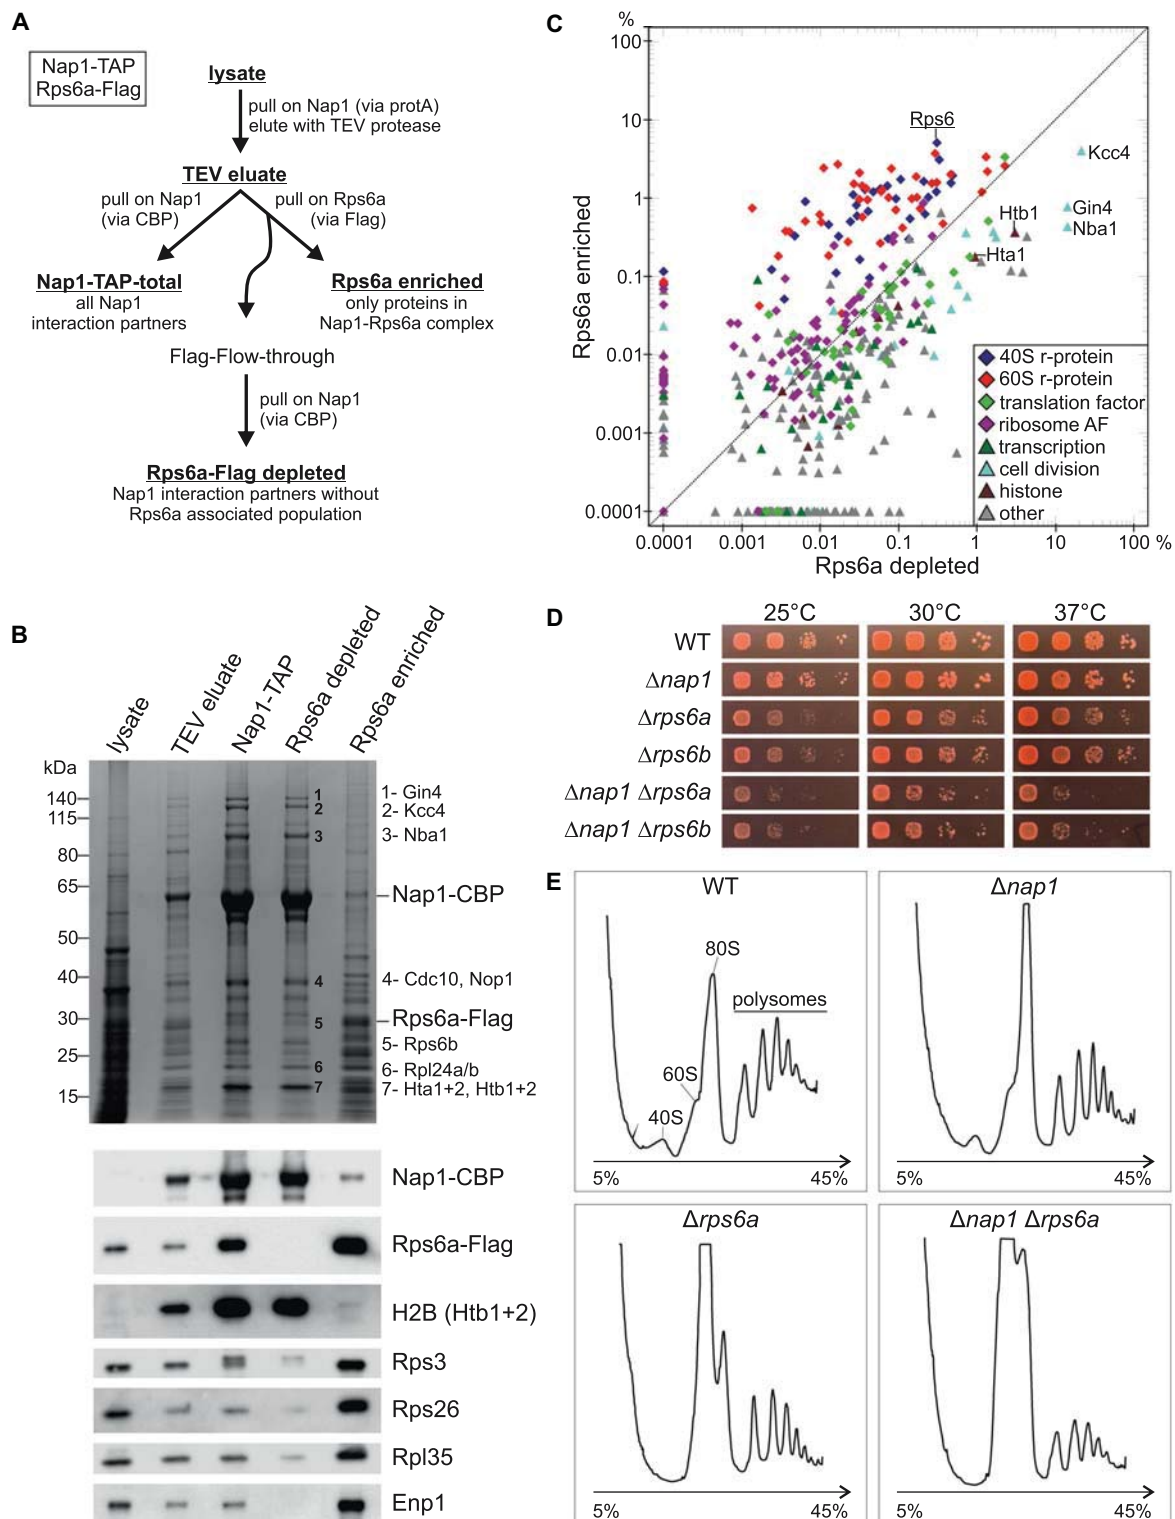 A
Nap1-TAP
Rps6a-Flag
lysate
pull on Nap1 (via protA)
elute with TEV protease
TEV eluate
pull on Nap1
(via CBP)
pull on Rps6a
(via Flag)
Nap1-TAP-total
all Nap1
interaction partners
Rps6a enriched
only proteins in
Nap1-Rps6a complex
Flag-Flow-through
pull on Nap1
(via CBP)
Rps6a-Flag depleted
Nap1 interaction partners without
Rps6a associated population
B
lysate
TEV eluate
Nap1-TAP
Rps6a depleted
Rps6a enriched
kDa
140
115
80
65
50
40
30
25
15
1
2
3
4
5
6
7
1- Gin4
2- Kcc4
3- Nba1
Nap1-CBP
4- Cdc10, Nop1
Rps6a-Flag
5- Rps6b
6- Rpl24a/b
7- Hta1+2, Htb1+2
Nap1-CBP
Rps6a-Flag
H2B (Htb1+2)
Rps3
Rps26
Rpl35
Enp1
C
%
100
10
1
0.1
0.01
0.001
0.0001
Rps6a enriched
Rps6
Kcc4
Gin4
Nba1
Htb1
Hta1
40S r-protein
60S r-protein
translation factor
ribosome AF
transcription
cell division
histone
other
0.0001 0.001 0.01 0.1 1 10 100 %
Rps6a depleted
D
25°C 30°C 37°C
WT
Δnap1
Δrps6a
Δrps6b
Δnap1 Δrps6a
Δnap1 Δrps6b
E
WT
80S
polysomes
60S
40S
5% 45%
Δnap1
5% 45%
Δrps6a
5% 45%
Δnap1 Δrps6a
5% 45%